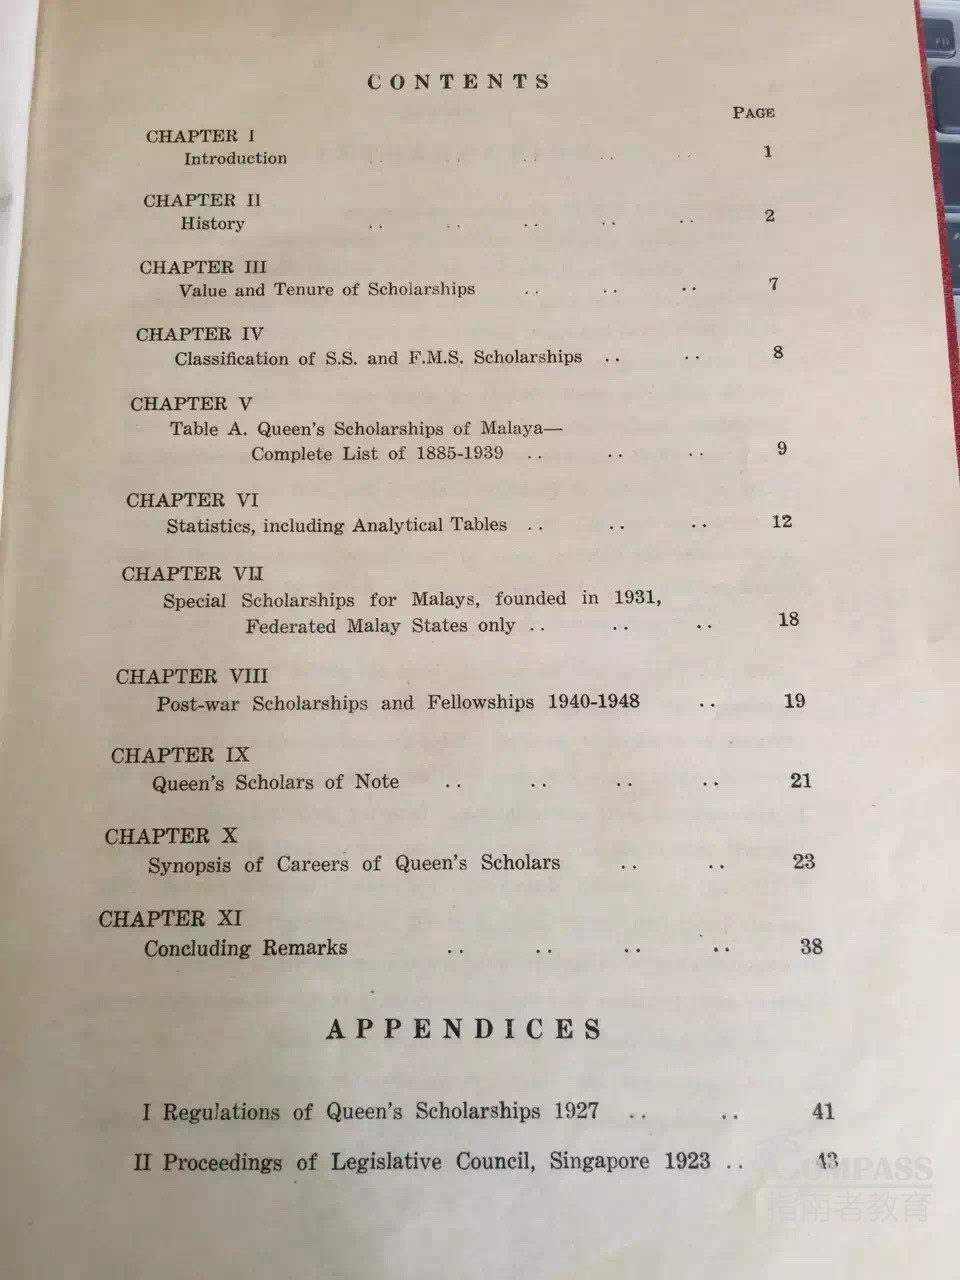 CONTENTS
PAGE
CHAPTER I
Introduction .. .. .. .. .. 1
CHAPTER II
History .. .. .. .. .. 2
CHAPTER III
Value and Tenure of Scholarships .. .. .. 7
CHAPTER IV
Classification of S.S. and F.M.S. Scholarships .. .. 8
CHAPTER V
Table A. Queen's Scholarships of Malaya—
Complete List of 1885-1939 .. .. .. 9
CHAPTER VI
Statistics, including Analytical Tables .. .. .. 12
CHAPTER VII
Special Scholarships for Malays, founded in 1931,
Federated Malay States only .. .. .. 18
CHAPTER VIII
Post-war Scholarships and Fellowships 1940-1948 .. 19
CHAPTER IX
Queen's Scholars of Note .. .. .. .. 21
CHAPTER X
Synopsis of Careers of Queen's Scholars .. .. 23
CHAPTER XI
Concluding Remarks .. .. .. .. 38
APPENDICES
I Regulations of Queen's Scholarships 1927 .. .. 41
II Proceedings of Legislative Council, Singapore 1923 .. 43
COMPASS
指南者教育